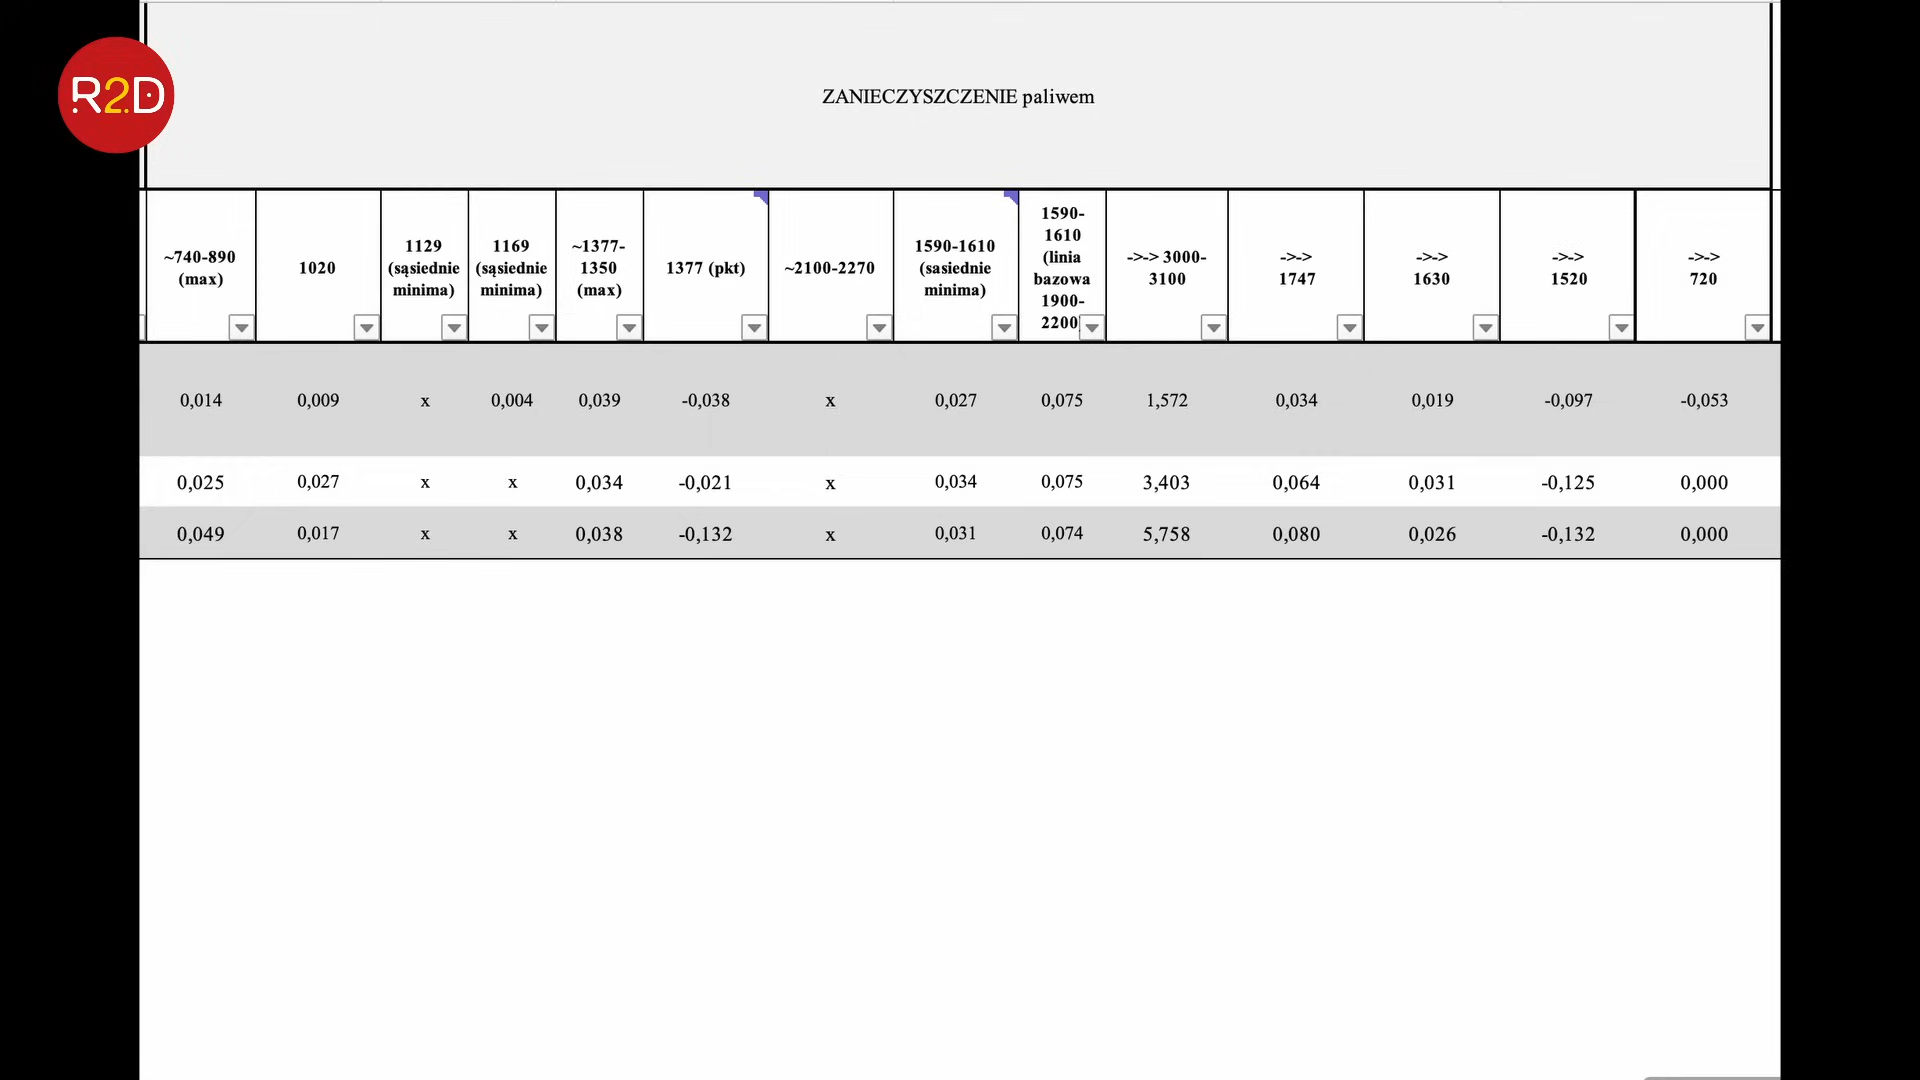 R2D
ZANIECZYSZCZENIE paliwem
~740-890
(max)
1020
1129
(sąsiednie
minima)
1169
(sąsiednie
minima)
~1377-
1350
(max)
1377 (pkt)
~2100-2270
1590-1610
(sasiednie
minima)
1590-
1610
(linia
bazowa
1900-
2200)
->-> 3000-
3100
->->
1747
->->
1630
->->
1520
->->
720
0,014 0,009 x 0,004 0,039 -0,038 x 0,027 0,075 1,572 0,034 0,019 -0,097 -0,053
0,025 0,027 x x 0,034 -0,021 x 0,034 0,075 3,403 0,064 0,031 -0,125 0,000
0,049 0,017 x x 0,038 -0,132 x 0,031 0,074 5,758 0,080 0,026 -0,132 0,000